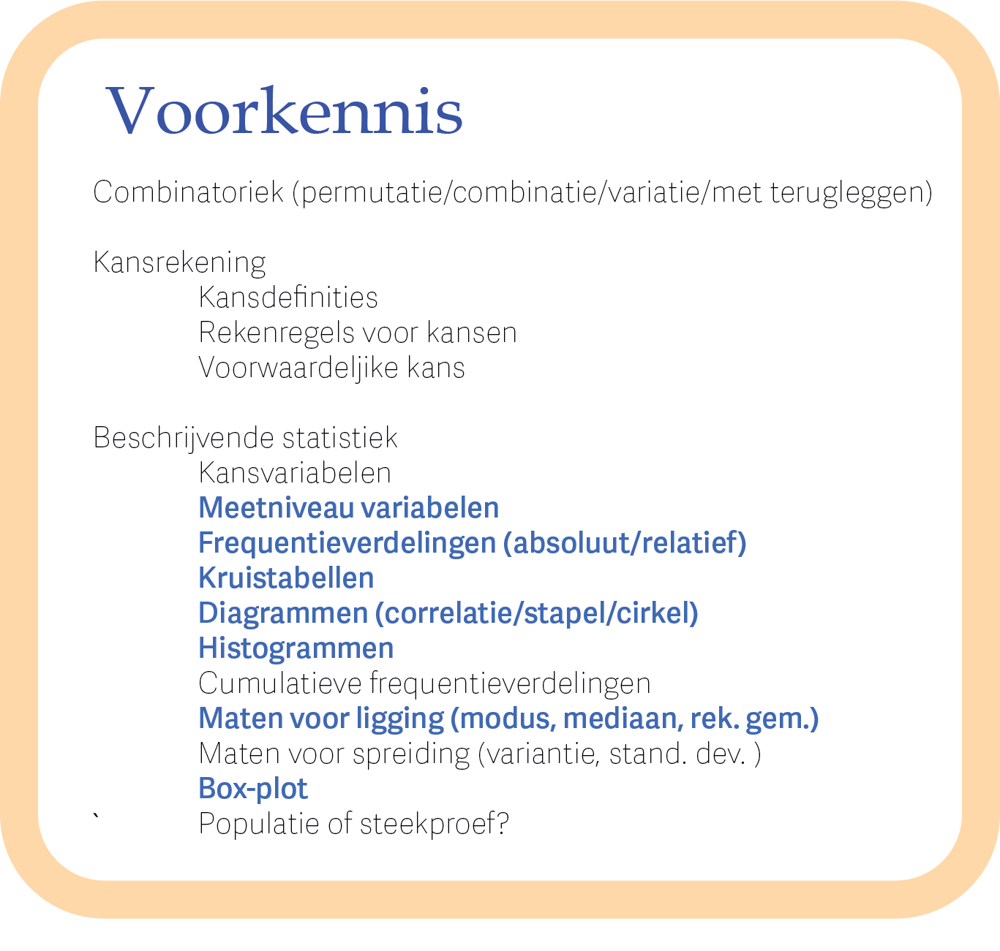 Voorkennis
Combinatoriek (permutatie/combinatie/variatie/met terugleggen)
Kansrekening
Kansdefinities
Rekenregels voor kansen
Voorwaardeljike kans
Beschrijvende statistiek
Kansvariabelen
Meetniveau variabelen
Frequentieverdelingen (absoluut/relatief)
Kruistabellen
Diagrammen (correlatie/stapel/cirkel)
Histogrammen
Cumulatieve frequentieverdelingen
Maten voor ligging (modus, mediaan, rek. gem.)
Maten voor spreiding (variantie, stand. dev. )
Box-plot
` Populatie of steekproef?